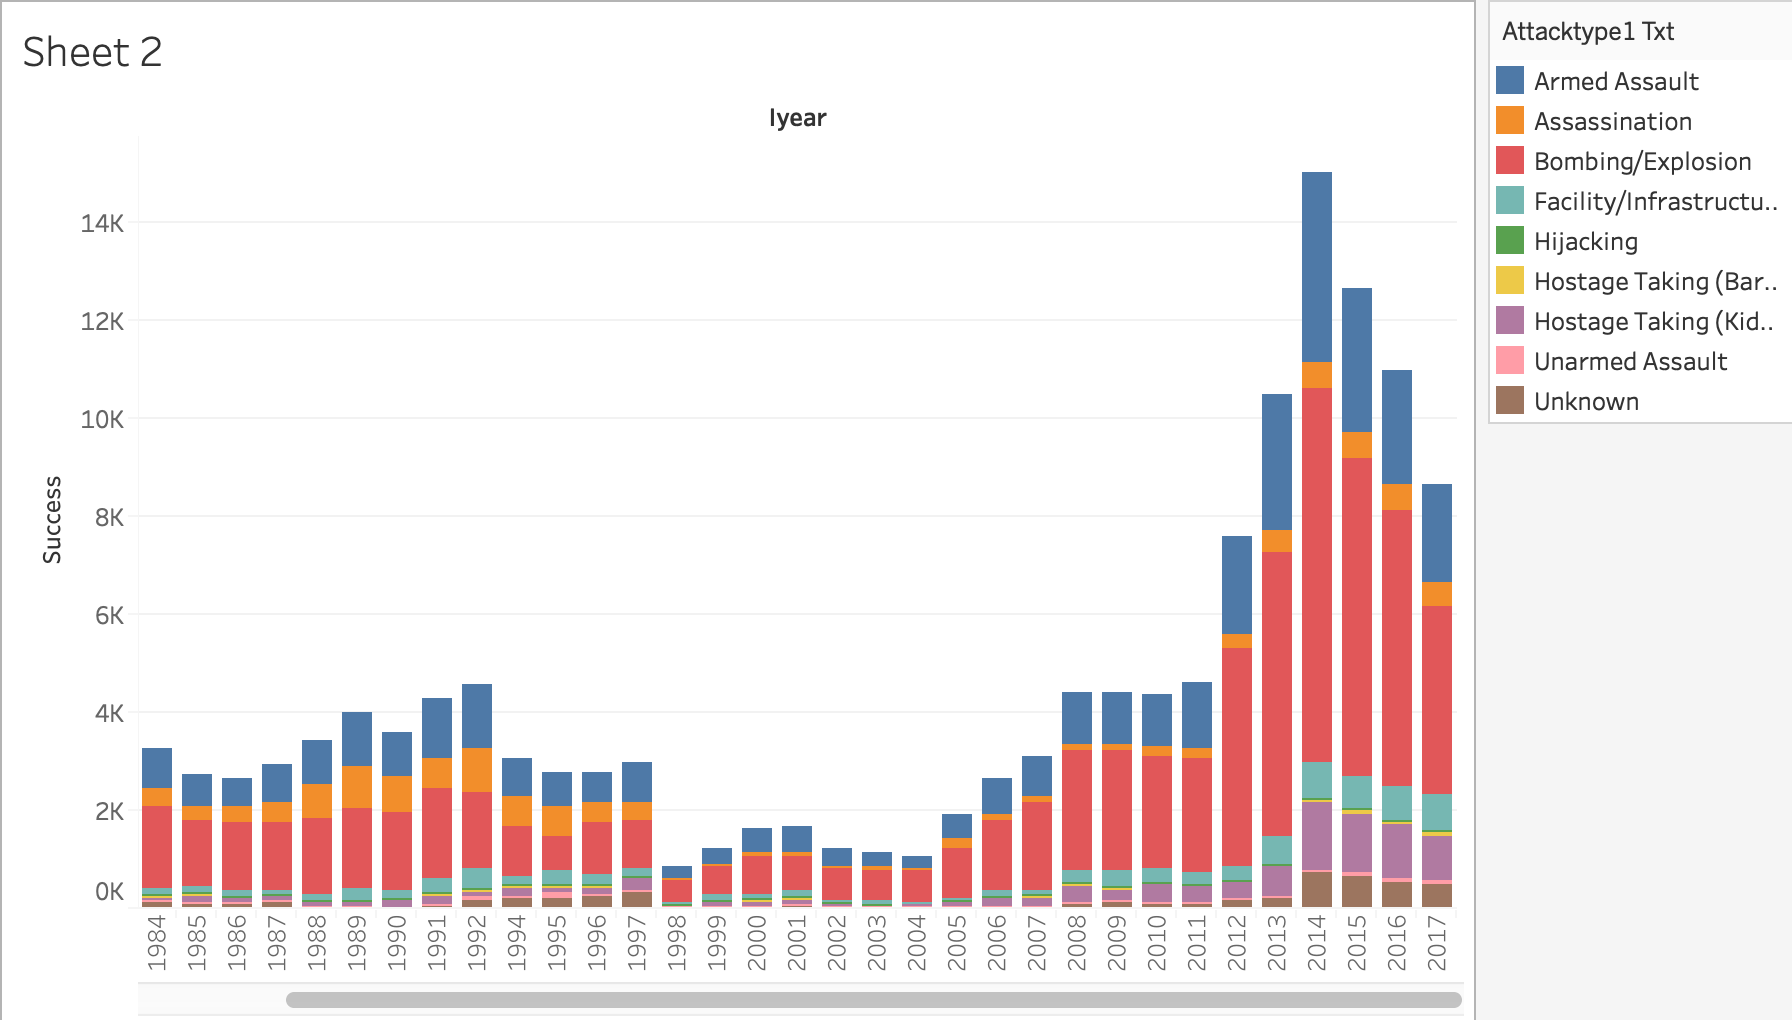 Sheet 2
Iyear
Success
14K
12K
10K
8K
6K
4K
2K
0K
1984
1985
1986
1987
1988
1989
1990
1991
1992
1994
1995
1996
1997
1998
1999
2000
2001
2002
2003
2004
2005
2006
2007
2008
2009
2010
2011
2012
2013
2014
2015
2016
2017
Attacktype1 Txt
Armed Assault
Assassination
Bombing/Explosion
Facility/Infrastructu..
Hijacking
Hostage Taking (Bar..
Hostage Taking (Kid..
Unarmed Assault
Unknown